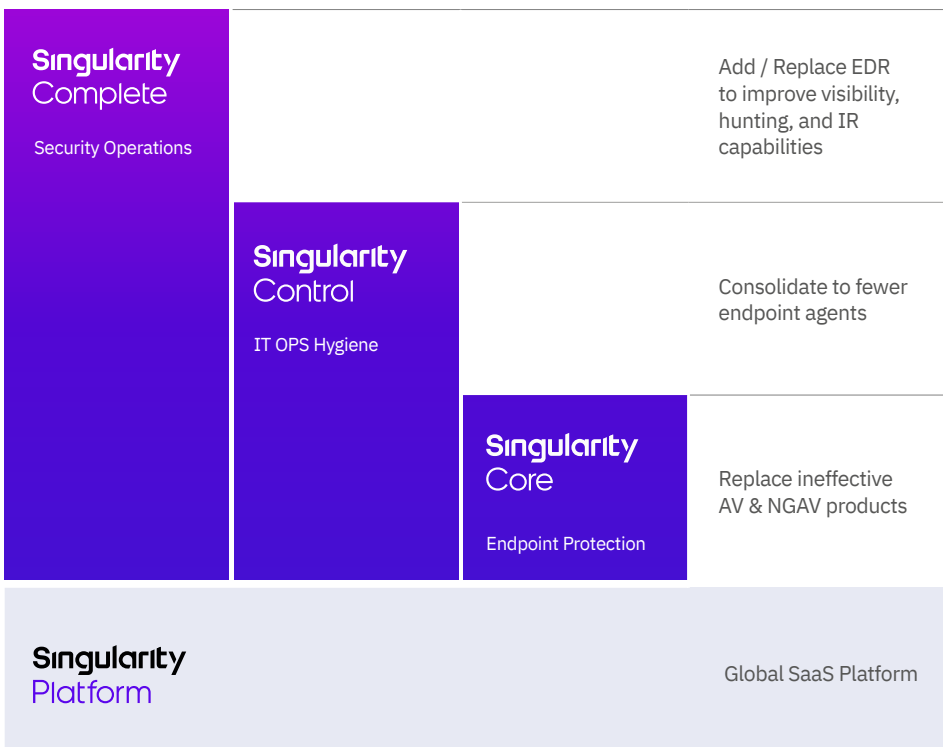 Singularity
Complete
Security Operations
Add / Replace EDR
to improve visibility,
hunting, and IR
capabilities
Singularity
Control
IT OPS Hygiene
Consolidate to fewer
endpoint agents
Singularity
Core
Endpoint Protection
Replace ineffective
AV & NGAV products
Singularity
Platform
Global SaaS Platform